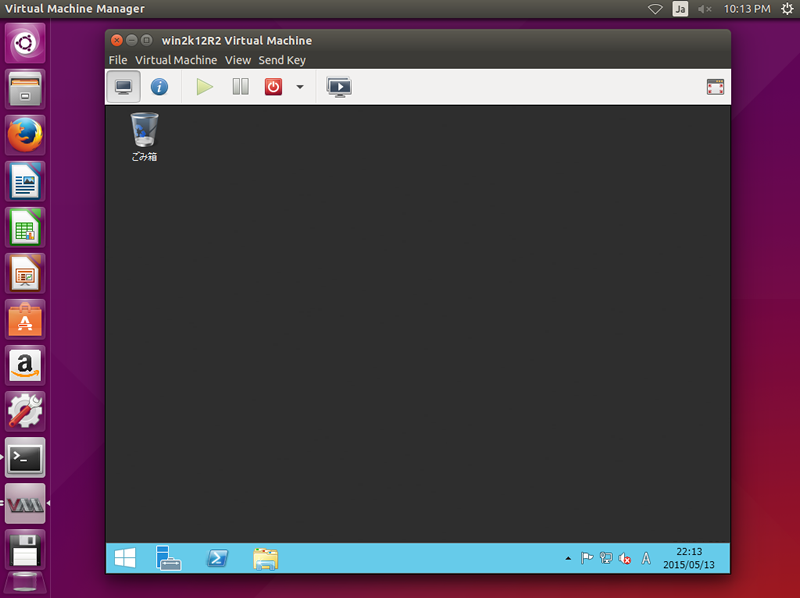 Virtual Machine Manager
Ja
10:13 PM
win2k12R2 Virtual Machine
File Virtual Machine View Send Key
ごみ箱
a
>_
VMM
A
22:13
2015/05/13